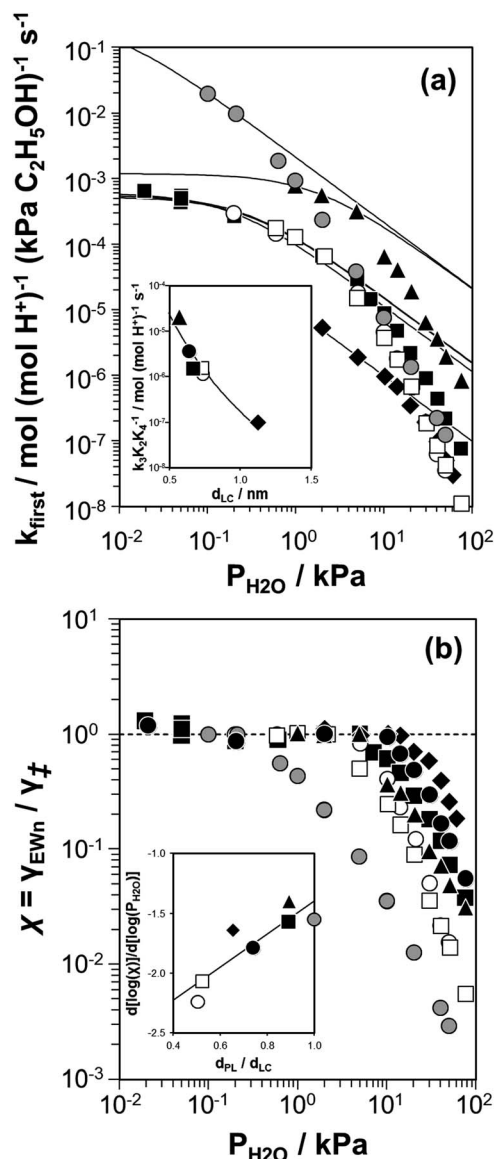 (a)
k_first / mol (mol H⁺)⁻¹ (kPa C₂H₅OH)⁻¹ s⁻¹
10⁻¹
10⁻²
10⁻³
10⁻⁴
10⁻⁵
10⁻⁶
10⁻⁷
10⁻⁸
k₃K₂K₄⁻¹ / mol (mol H⁺)⁻¹ s⁻¹
10⁻⁴
10⁻⁵
10⁻⁶
10⁻⁷
10⁻⁸
0.5 1.0 1.5
d_LC / nm
10⁻² 10⁻¹ 10⁰ 10¹ 10²
P_H2O / kPa
(b)
χ = γ_EWn / γ_‡
10¹
10⁰
10⁻¹
10⁻²
10⁻³
d[log(χ)]/d[log(P_H2O)]
-1.0
-1.5
-2.0
-2.5
0.4 0.6 0.8 1.0
d_PL / d_LC
10⁻² 10⁻¹ 10⁰ 10¹ 10²
P_H2O / kPa